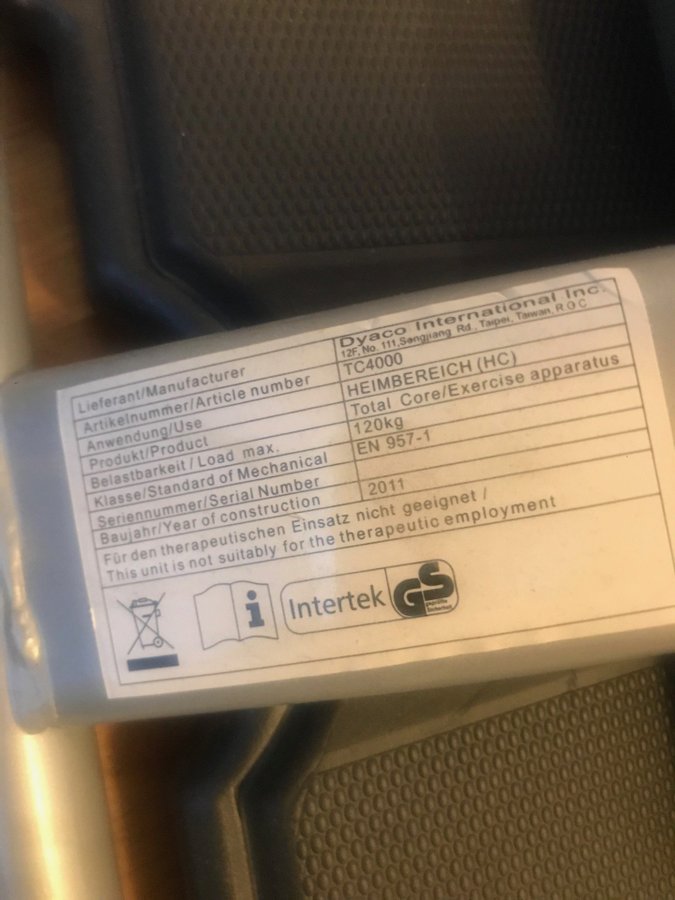 Lieferant/Manufacturer Dyaco International Inc.
12F, No. 111, Songjiang Rd., Taipei, Taiwan, R.O.C
Artikelnummer/Article number TC4000
Anwendung/Use HEIMBEREICH (HC)
Produkt/Product Total Core/Exercise apparatus
Belastbarkeit / Load max. 120kg
Klasse/Standard of Mechanical EN 957-1
Seriennummer/Serial Number
Baujahr/Year of construction 2011
Für den therapeutischen Einsatz nicht geeignet /
This unit is not suitably for the therapeutic employment
i Intertek GS
geprüfte
Sicherheit